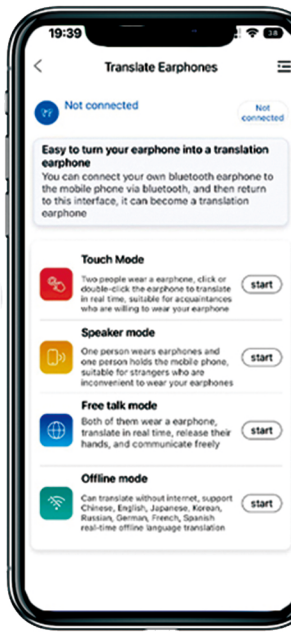 19:39
Translate Earphones
Not connected
Not
connected
Easy to turn your earphone into a translation
earphone
You can connect your own bluetooth earphone to
the mobile phone via bluetooth, and then return
to this interface, it can become a translation
earphone
Touch Mode
Two people wear a earphone, click or
double-click the earphone to translate
in real time, suitable for acquaintances
who are willing to wear your earphone
start
Speaker mode
One person wears earphones and
one person holds the mobile phone,
suitable for strangers who are
inconvenient to wear your earphones
start
Free talk mode
Both of them wear a earphone,
translate in real time, release their
hands, and communicate freely
start
Offline mode
Can translate without internet, support
Chinese, English, Japanese, Korean,
Russian, German, French, Spanish
real-time offline language translation
start